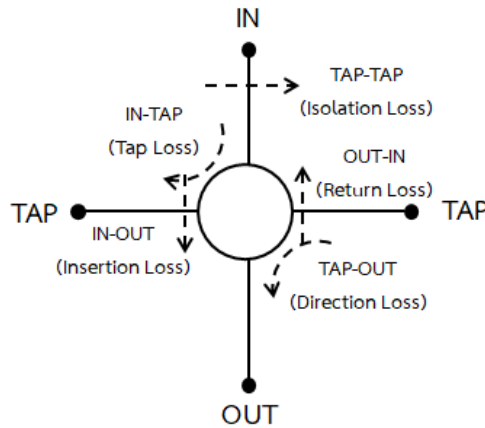 IN
TAP-TAP
(Isolation Loss)
IN-TAP
(Tap Loss)
OUT-IN
(Return Loss)
TAP
TAP
IN-OUT
(Insertion Loss)
TAP-OUT
(Direction Loss)
OUT